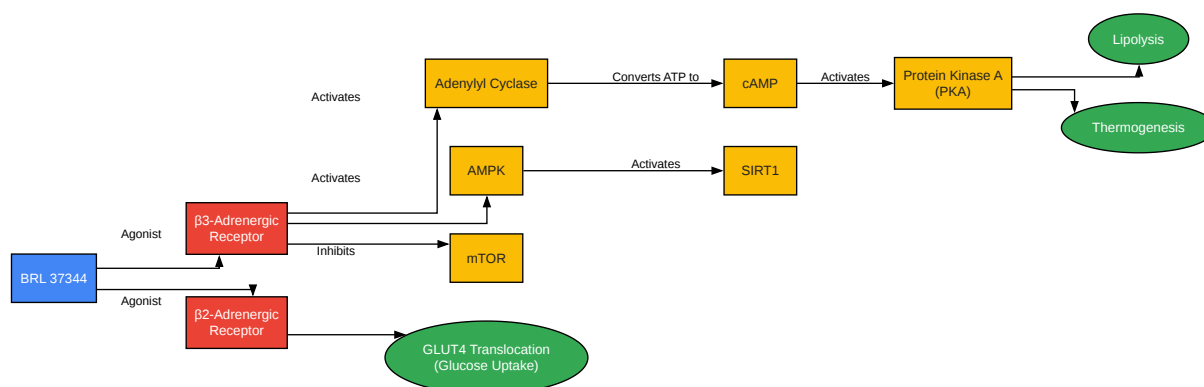 Lipolysis
Adenylyl Cyclase
Converts ATP to
cAMP
Activates
Protein Kinase A
(PKA)
Activates
Thermogenesis
AMPK
Activates
SIRT1
Activates
β3-Adrenergic
Receptor
Agonist
Inhibits
mTOR
BRL 37344
Agonist
β2-Adrenergic
Receptor
GLUT4 Translocation
(Glucose Uptake)